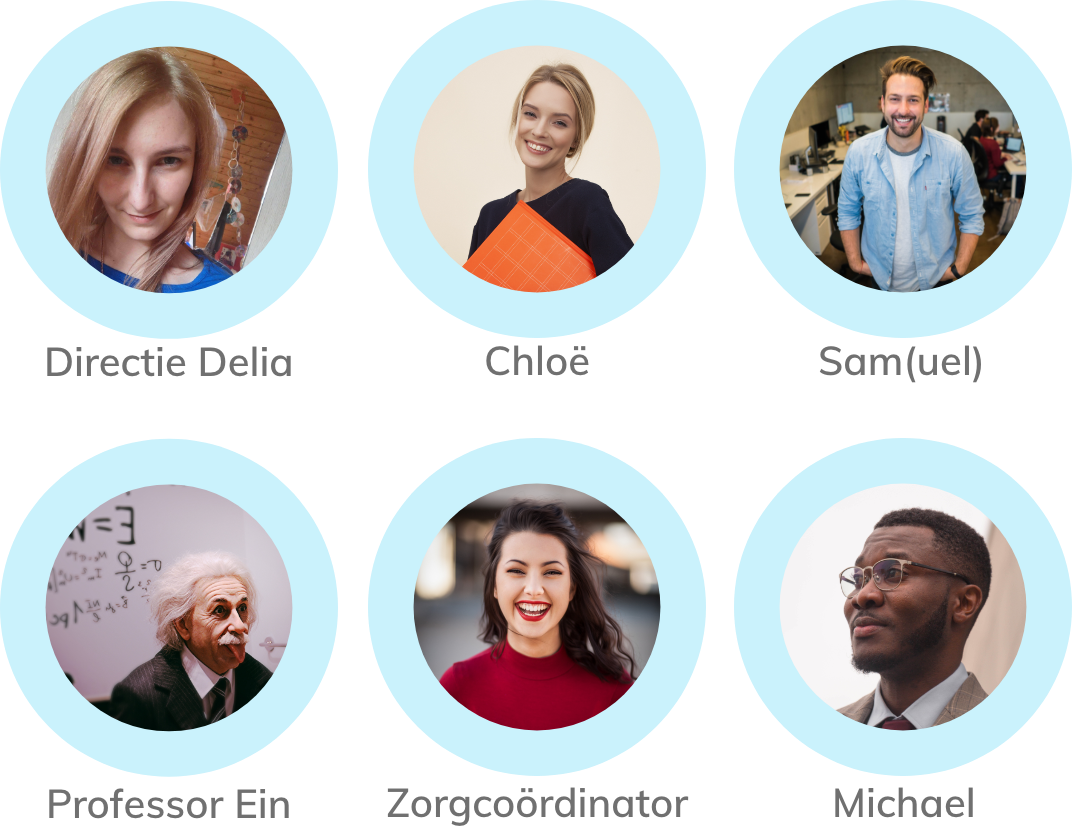 Directie Delia
Chloë
Sam(uel)
E=M
Professor Ein
Zorgcoördinator
Michael